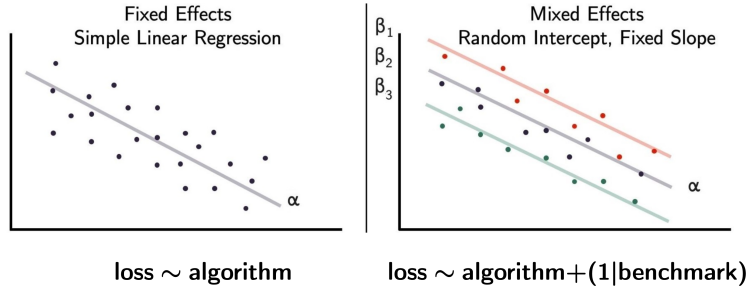 Fixed Effects
Simple Linear Regression
α
Mixed Effects
Random Intercept, Fixed Slope
β₁
β₂
β₃
α
loss ∼ algorithm
loss ∼ algorithm+(1|benchmark)